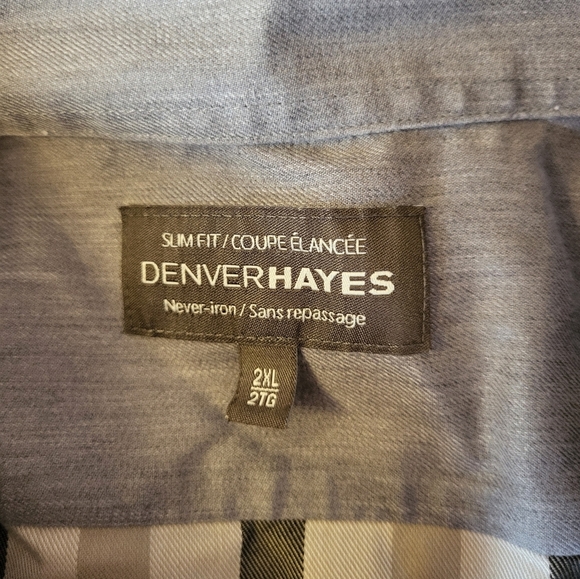 SLIM FIT / COUPE ÉLANCÉE
DENVERHAYES
Never-iron / Sans repassage
2XL
2TG